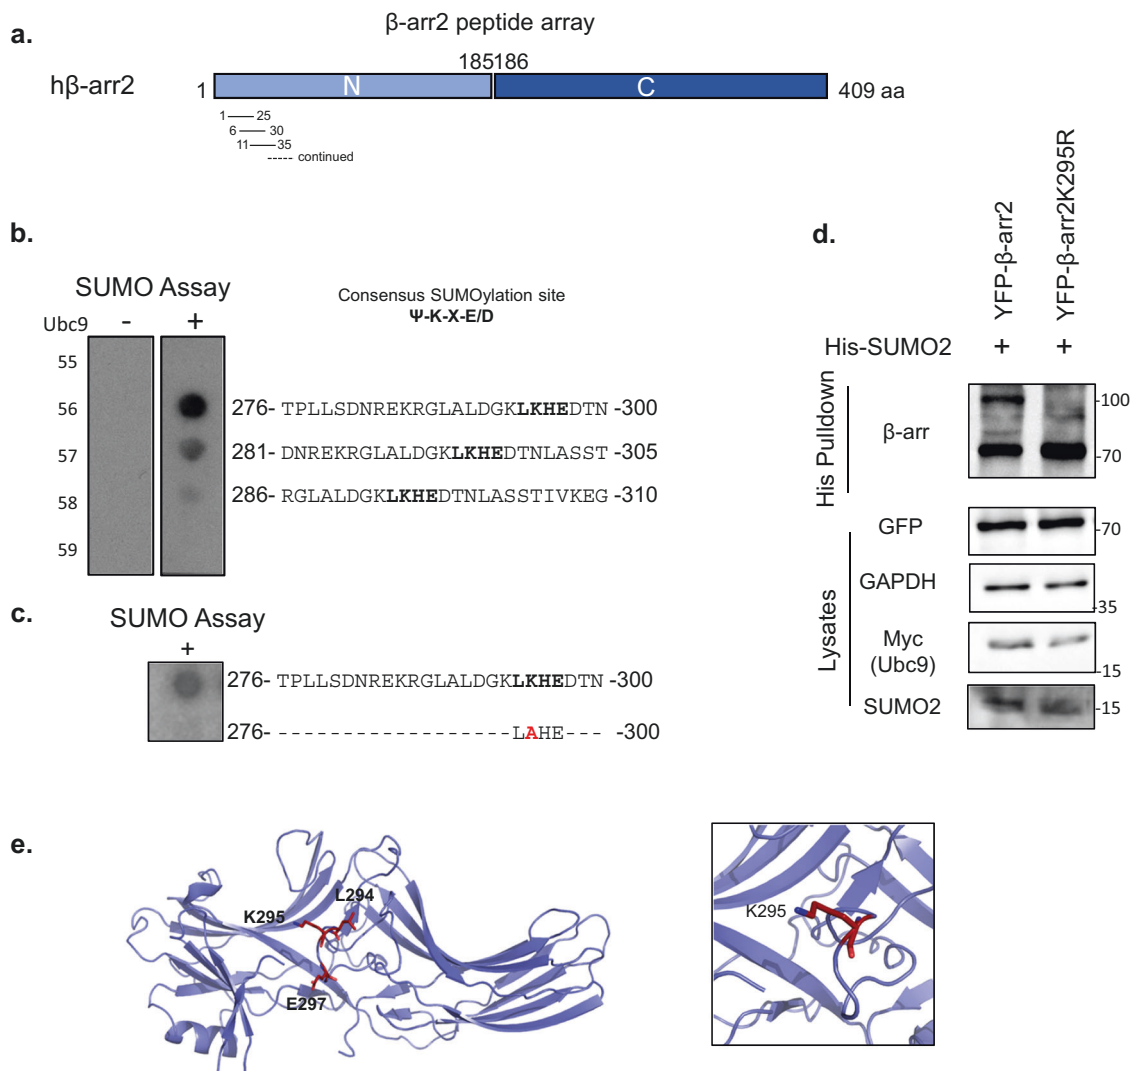 a.
β-arr2 peptide array
185186
hβ-arr2
1
N
C
409 aa
1 25
6 30
11 35
continued
b.
SUMO Assay
Ubc9
-
+
Consensus SUMOylation site
Ψ-K-X-E/D
55
56
57
58
59
276- TPLLSDNREKRGLALDGKLKHEDTN -300
281- DNREKRGLALDGKLKHEDTNLASST -305
286- RGLALDGKLKHEDTNLASSTIVKEG -310
c.
SUMO Assay
+
276- TPLLSDNREKRGLALDGKLKHEDTN -300
276- - - - - - - - - - - - - - - - - - - LAHE- - - -300
d.
YFP-β-arr2
YFP-β-arr2K295R
His-SUMO2
+
+
His Pulldown
β-arr
-100
-70
Lysates
GFP
-70
GAPDH
-35
Myc
(Ubc9)
-15
SUMO2
-15
e.
K295
L294
E297
K295